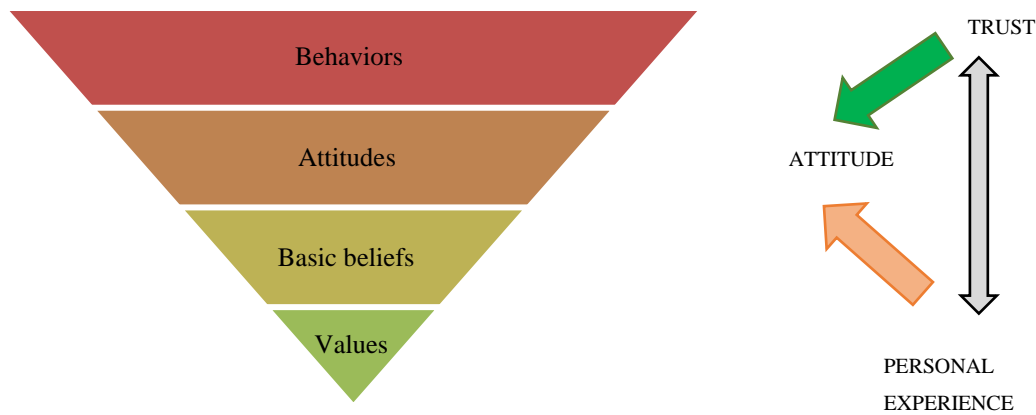 Behaviors
Attitudes
Basic beliefs
Values
TRUST
ATTITUDE
PERSONAL
EXPERIENCE